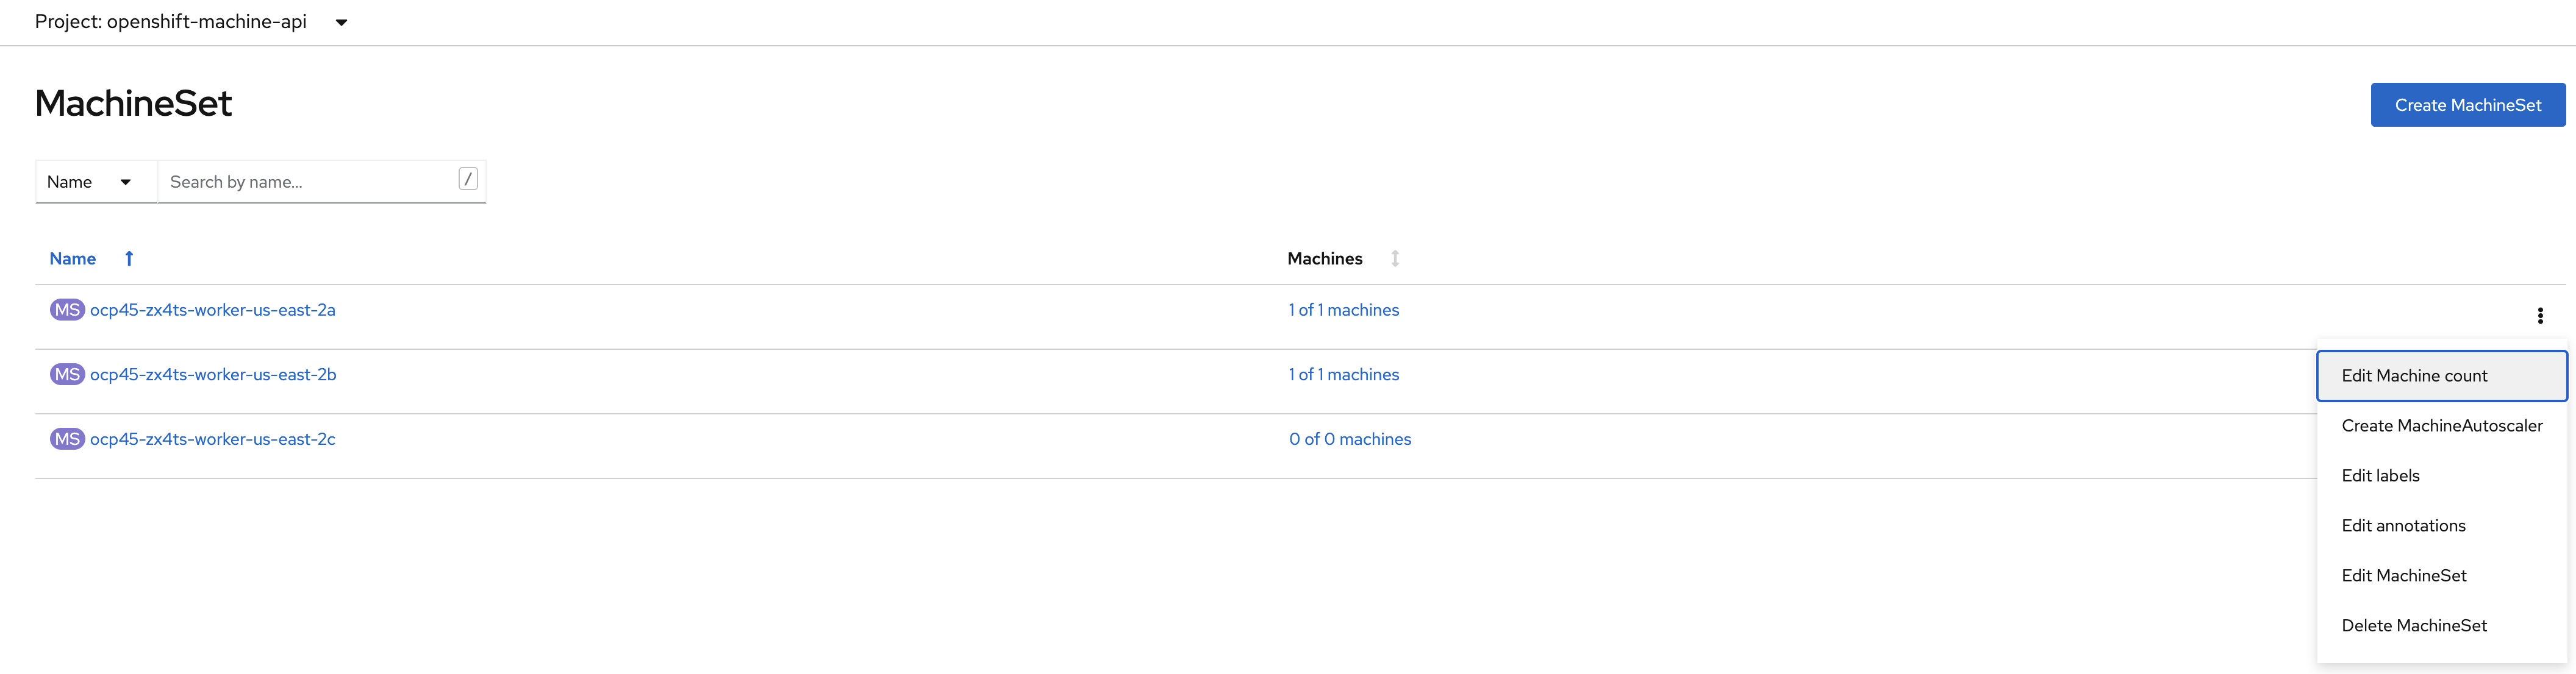 Project: openshift-machine-api
MachineSet
Create MachineSet
Name
Search by name...
/
Name
Machines
MS ocp45-zx4ts-worker-us-east-2a
1 of 1 machines
MS ocp45-zx4ts-worker-us-east-2b
1 of 1 machines
MS ocp45-zx4ts-worker-us-east-2c
0 of 0 machines
Edit Machine count
Create MachineAutoscaler
Edit labels
Edit annotations
Edit MachineSet
Delete MachineSet